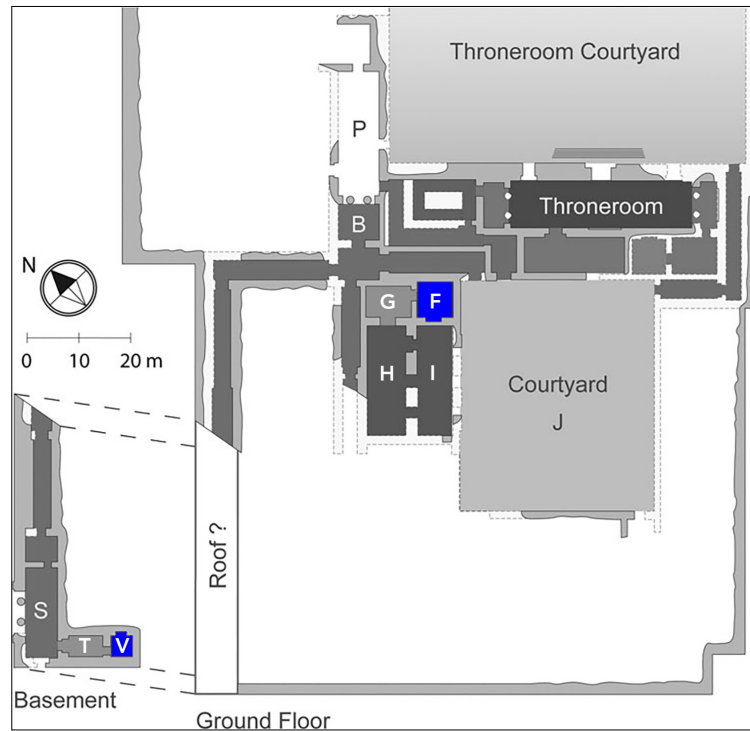 Throneroom Courtyard
P
Throneroom
B
N
G
F
0
10
20 m
H
I
Courtyard
J
Roof ?
S
T
V
Basement
Ground Floor